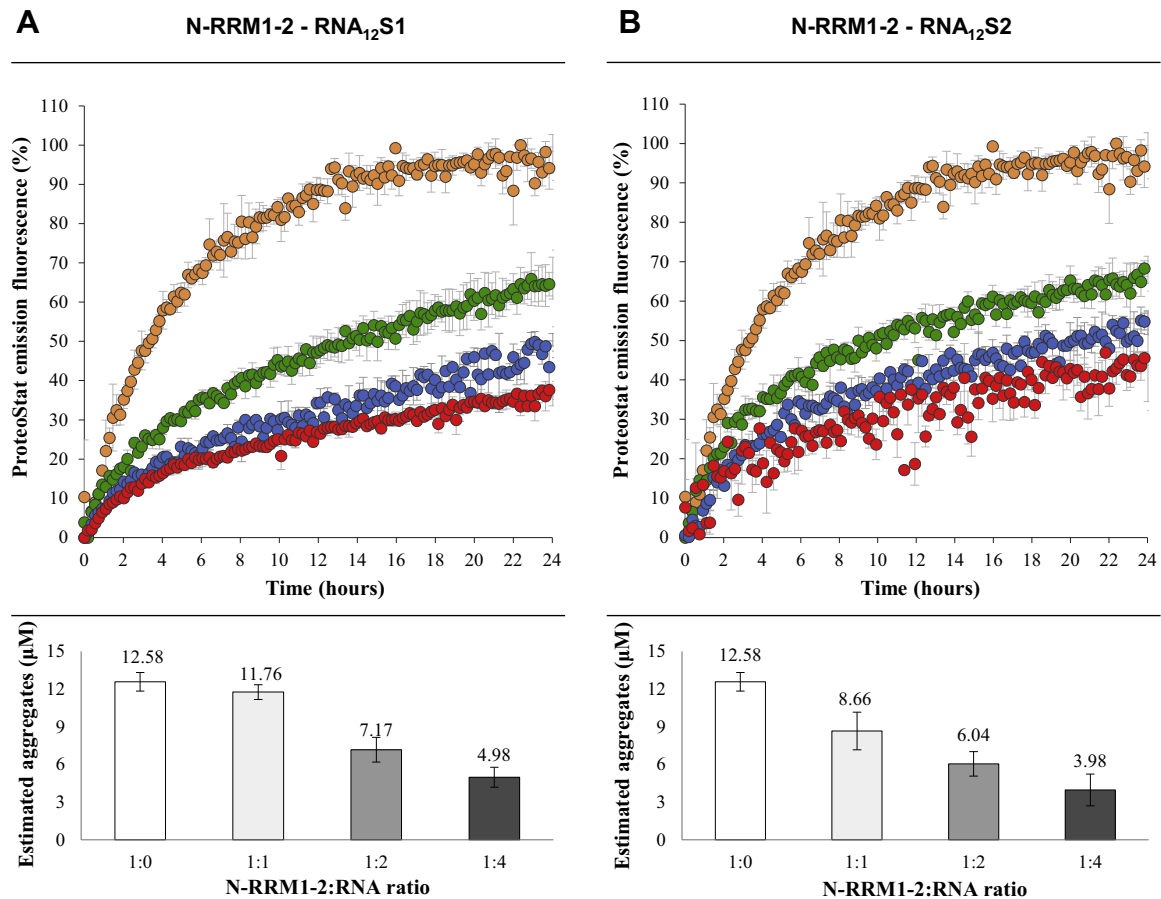 A
N-RRM1-2 - RNA₁₂S1
ProteoStat emission fluorescence (%)
110
100
90
80
70
60
50
40
30
20
10
0
0 2 4 6 8 10 12 14 16 18 20 22 24
Time (hours)
Estimated aggregates (µM)
15
12
9
6
3
0
12.58
11.76
7.17
4.98
1:0 1:1 1:2 1:4
N-RRM1-2:RNA ratio
B
N-RRM1-2 - RNA₁₂S2
ProteoStat emission fluorescence (%)
110
100
90
80
70
60
50
40
30
20
10
0
0 2 4 6 8 10 12 14 16 18 20 22 24
Time (hours)
Estimated aggregates (µM)
15
12
9
6
3
0
12.58
8.66
6.04
3.98
1:0 1:1 1:2 1:4
N-RRM1-2:RNA ratio